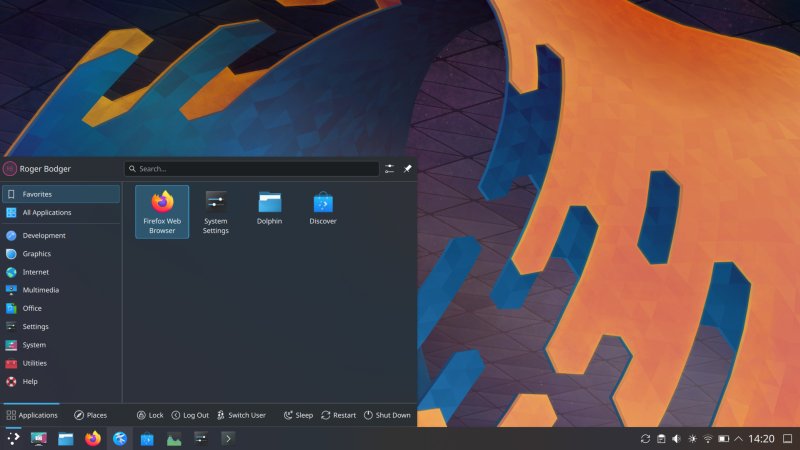 Roger Bodger
Search...
Favorites
All Applications
Development
Graphics
Internet
Multimedia
Office
Settings
System
Utilities
Help
Firefox Web
Browser
System
Settings
Dolphin
Discover
Applications
Places
Lock
Log Out
Switch User
Sleep
Restart
Shut Down
14:20